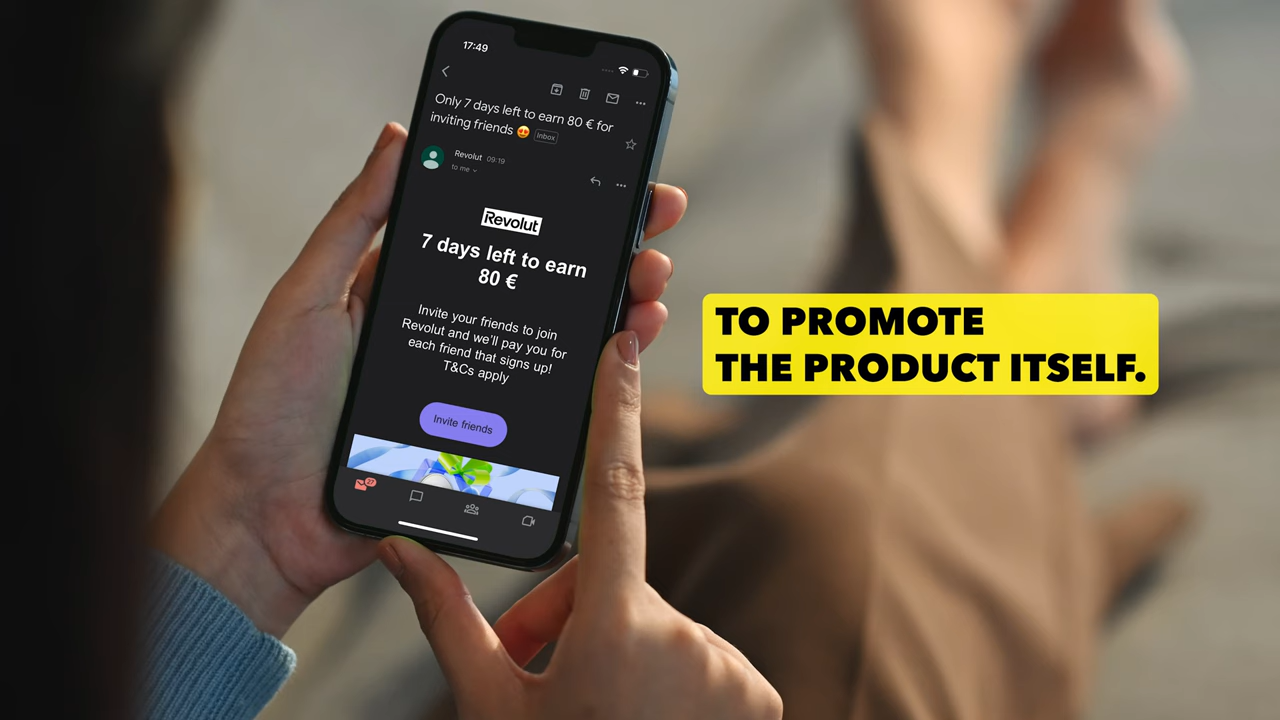 17:49
Only 7 days left to earn 80 € for
inviting friends 😍 Inbox
Revolut 09:19
to me
Revolut
7 days left to earn
80 €
Invite your friends to join
Revolut and we'll pay you for
each friend that signs up!
T&Cs apply
Invite friends
27
TO PROMOTE
THE PRODUCT ITSELF.